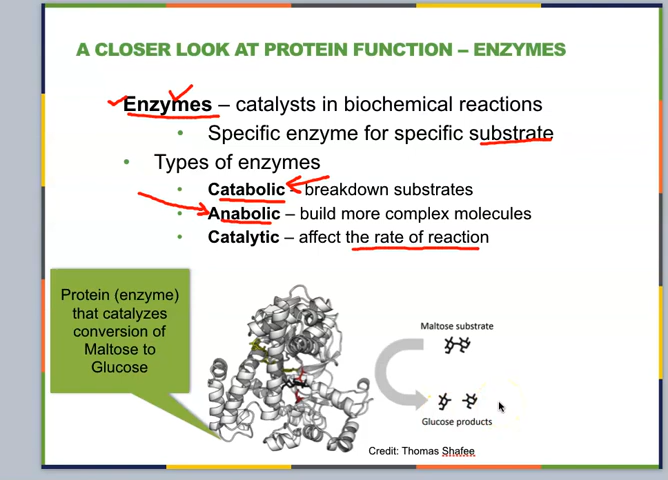 A CLOSER LOOK AT PROTEIN FUNCTION – ENZYMES
Enzymes – catalysts in biochemical reactions
• Specific enzyme for specific substrate
• Types of enzymes
• Catabolic – breakdown substrates
• Anabolic – build more complex molecules
• Catalytic – affect the rate of reaction
Protein (enzyme)
that catalyzes
conversion of
Maltose to
Glucose
Maltose substrate
Glucose products
Credit: Thomas Shafee